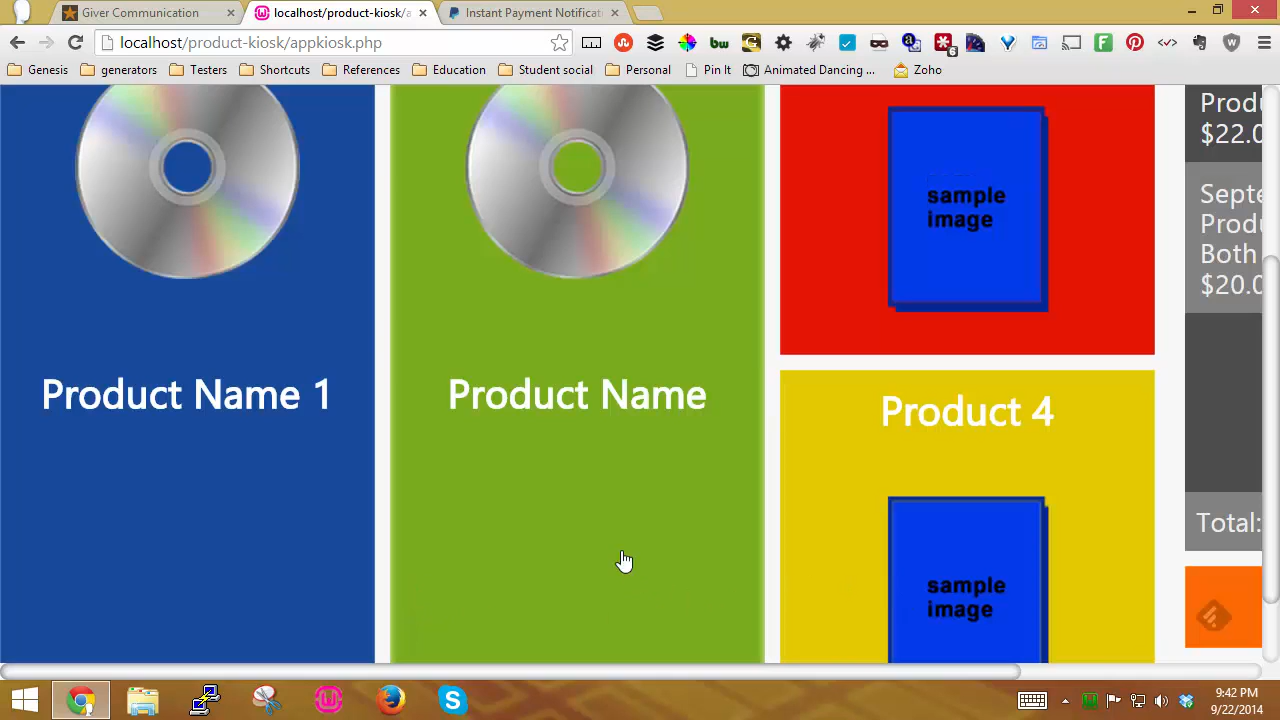 Giver Communication
localhost/product-kiosk/a
Instant Payment Notificati
localhost/product-kiosk/appkiosk.php
6
Genesis
generators
Testers
Shortcuts
References
Education
Student social
Personal
Pin It
Animated Dancing ...
Zoho
Product Name 1
Product Name
sample
image
Product 4
sample
image
Produ
$22.0
Septe
Produ
Both
$20.0
Total:
9:42 PM
9/22/2014